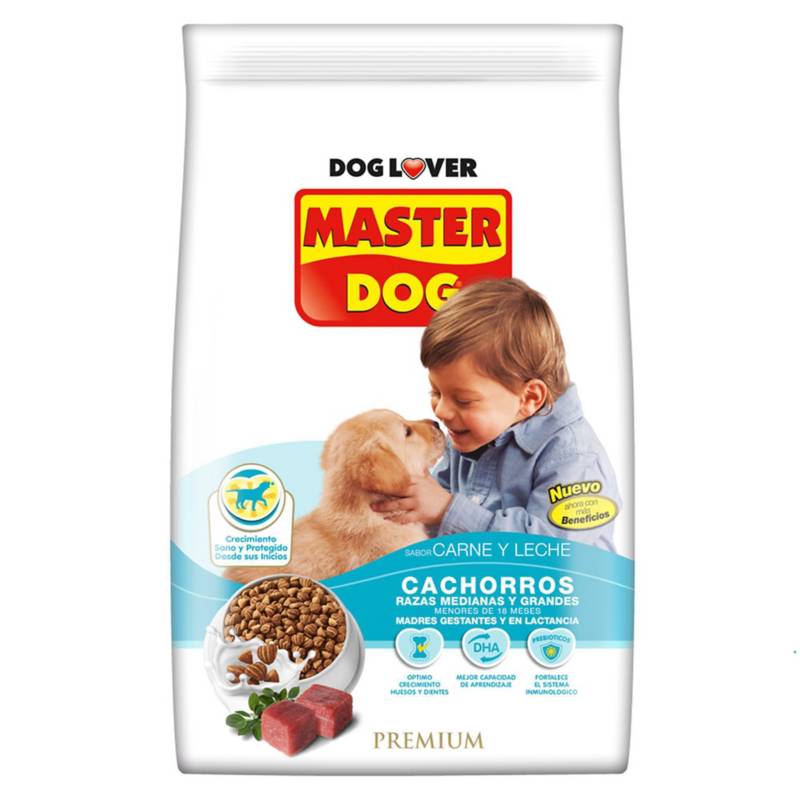 DOG LOVER
MASTER
DOG
Nuevo
ahora con
más
Beneficios
Crecimiento
Sano y Protegido
Desde sus Inicios
SABOR CARNE Y LECHE
CACHORROS
RAZAS MEDIANAS Y GRANDES
MENORES DE 18 MESES
MADRES GESTANTES Y EN LACTANCIA
DHA
PREBIOTICOS
OPTIMO
CRECIMIENTO
HUESOS Y DIENTES
MEJOR CAPACIDAD
DE APRENDIZAJE
FORTALECE
EL SISTEMA
INMUNOLOGICO
PREMIUM